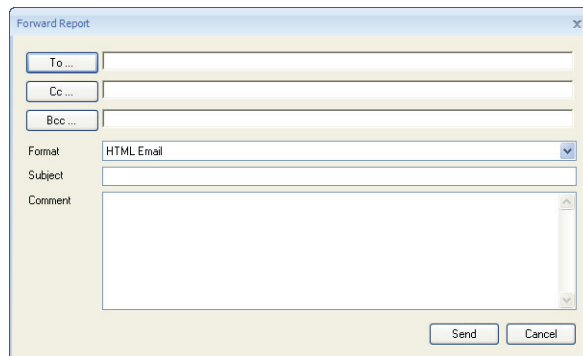 Forward Report
To ...
Cc ...
Bcc ...
Format HTML Email
Subject
Comment
Send Cancel